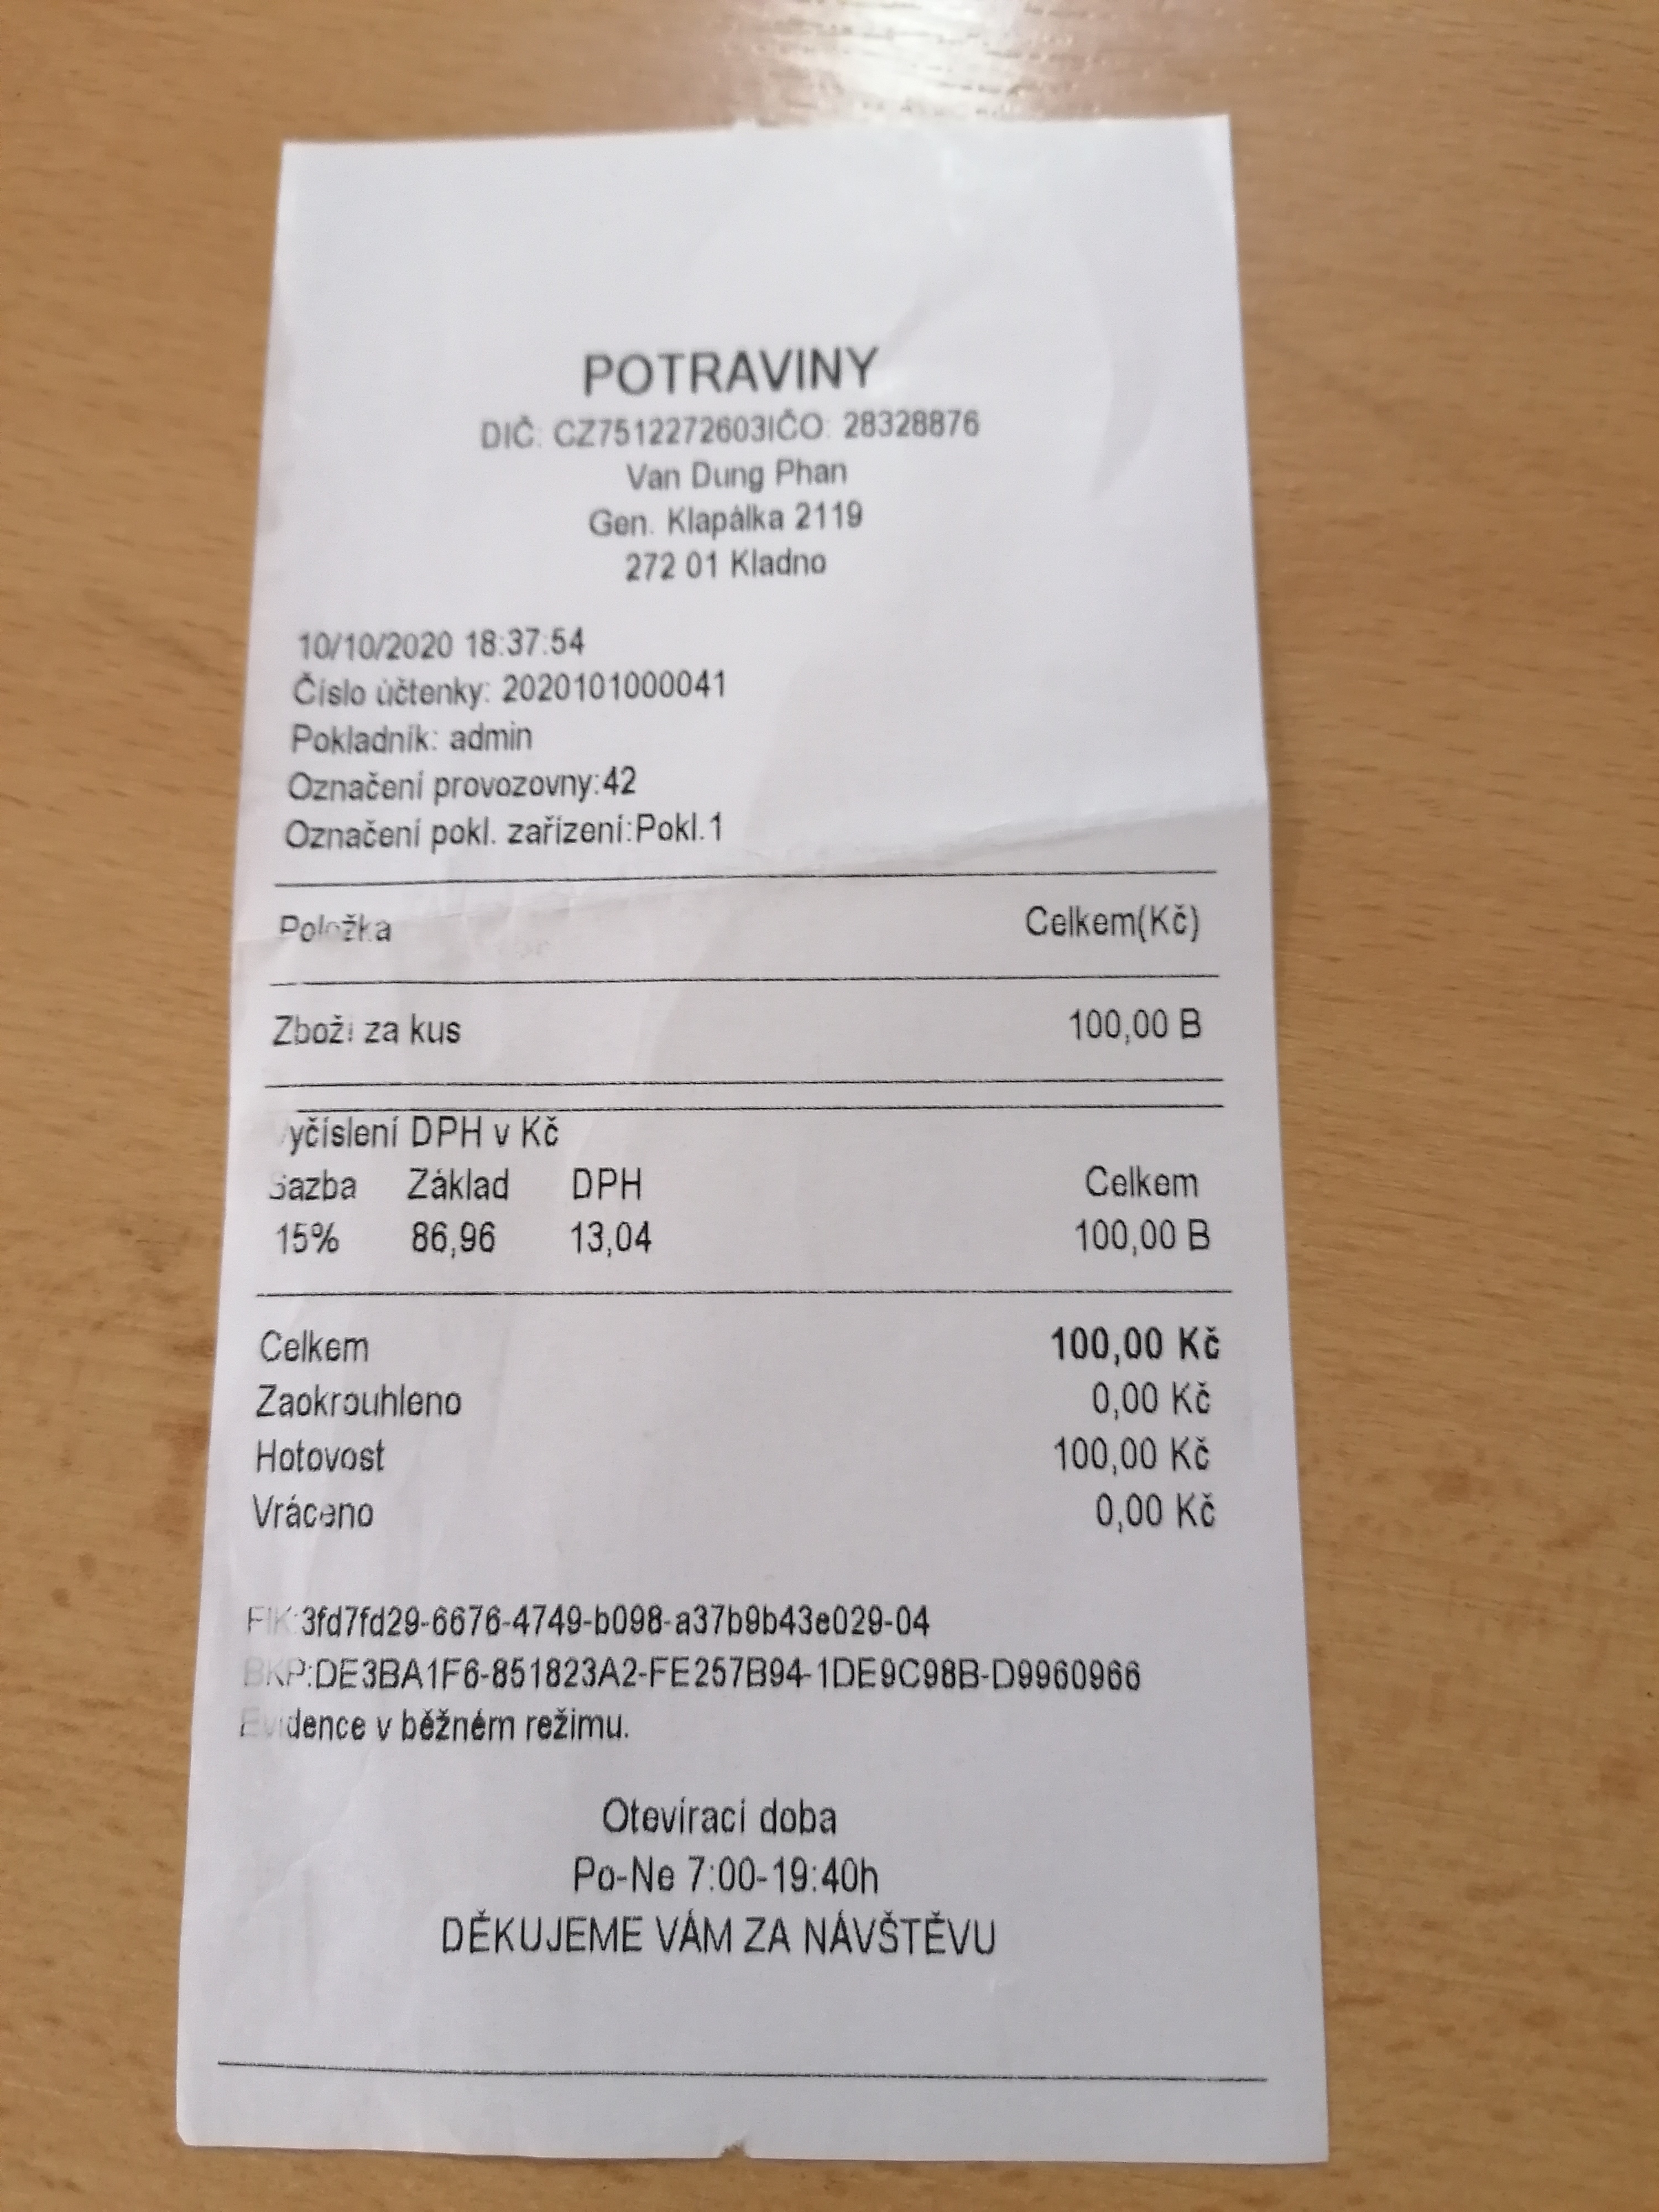 POTRAVINY
DIČ: CZ7512272603IČO: 28328876
Van Dung Phan
Gen. Klapálka 2119
272 01 Kladno
10/10/2020 18:37:54
Číslo účtenky: 2020101000041
Pokladník: admin
Označení provozovny:42
Označení pokl. zařízení:Pokl.1
Položka Celkem(Kč)
Zboží za kus 100,00 B
Vyčíslení DPH v Kč
Sazba Základ DPH Celkem
15% 86,96 13,04 100,00 B
Celkem 100,00 Kč
Zaokrouhleno 0,00 Kč
Hotovost 100,00 Kč
Vráceno 0,00 Kč
FIK:3fd7fd29-6676-4749-b098-a37b9b43e029-04
BKP:DE3BA1F6-851823A2-FE257B94-1DE9C98B-D9960966
Evidence v běžném režimu.
Otevírací doba
Po-Ne 7:00-19:40h
DĚKUJEME VÁM ZA NÁVŠTĚVU